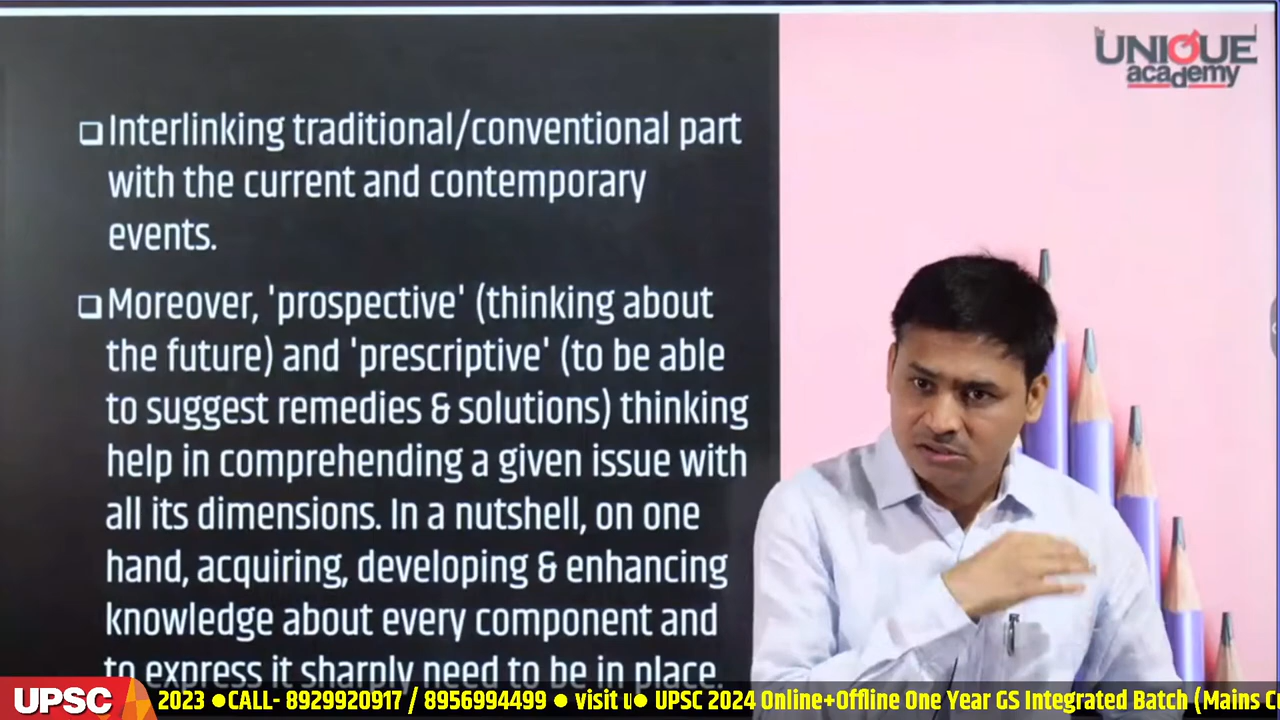 UNIQUE
academy
❑Interlinking traditional/conventional part
with the current and contemporary
events.
❑Moreover, 'prospective' (thinking about
the future) and 'prescriptive' (to be able
to suggest remedies & solutions) thinking
help in comprehending a given issue with
all its dimensions. In a nutshell, on one
hand, acquiring, developing & enhancing
knowledge about every component and
to express it sharply need to be in place.
UPSC 2023 ●CALL- 8929920917 / 8956994499 ● visit u● UPSC 2024 Online+Offline One Year GS Integrated Batch (Mains C